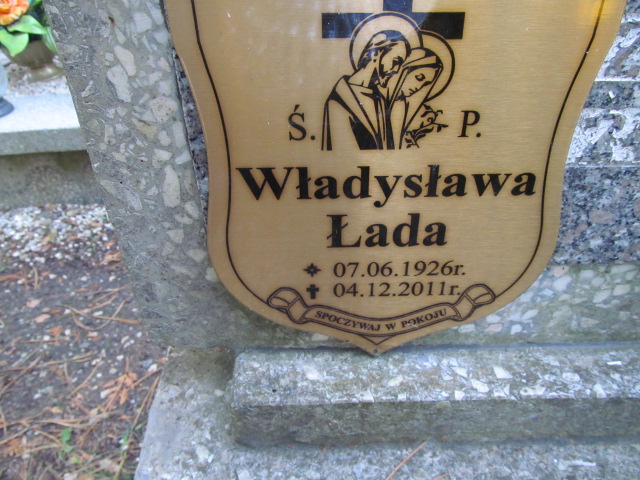 Ś. P.
Władysława
Łada
07.06.1926r.
04.12.2011r.
SPOCZYWAJ W POKOJU